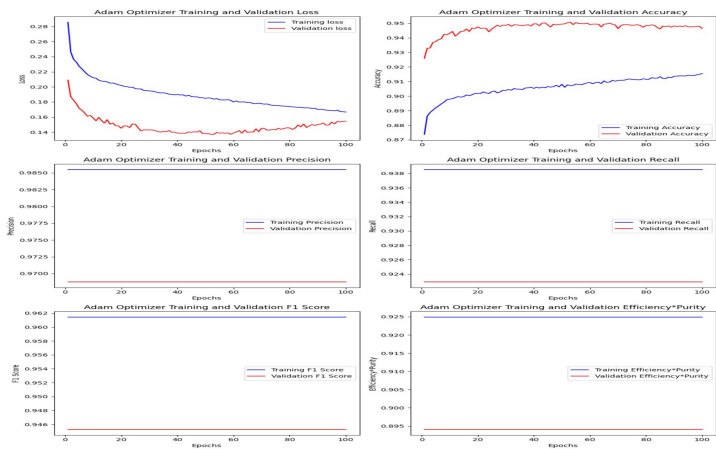 Adam Optimizer Training and Validation Loss
0.28
0.26
0.24
0.22
0.20
0.18
0.16
0.14
Loss
Training loss
Validation loss
0 20 40 60 80 100
Epochs
Adam Optimizer Training and Validation Accuracy
0.95
0.94
0.93
0.92
0.91
0.90
0.89
0.88
0.87
Accuracy
Training Accuracy
Validation Accuracy
0 20 40 60 80 100
Epochs
Adam Optimizer Training and Validation Precision
0.9850
0.9825
0.9800
0.9775
0.9750
0.9725
0.9700
Precision
Training Precision
Validation Precision
0 20 40 60 80 100
Epochs
Adam Optimizer Training and Validation Recall
0.938
0.936
0.934
0.932
0.930
0.928
0.926
0.924
Recall
Training Recall
Validation Recall
0 20 40 60 80 100
Epochs
Adam Optimizer Training and Validation F1 Score
0.962
0.960
0.958
0.956
0.954
0.952
0.950
0.948
0.946
F1 Score
Training F1 Score
Validation F1 Score
0 20 40 60 80 100
Epochs
Adam Optimizer Training and Validation Efficiency*Purity
0.925
0.920
0.915
0.910
0.905
0.900
0.895
Efficiency*Purity
Training Efficiency*Purity
Validation Efficiency*Purity
0 20 40 60 80 100
Epochs